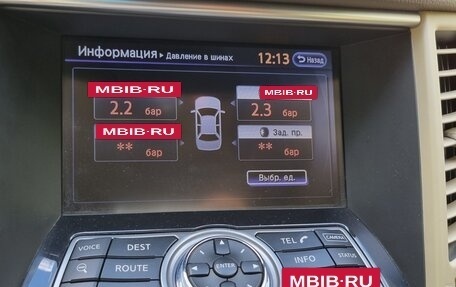 Информация ▸ Давление в шинах 12:13 Назад
MBIB·RU MBIB·RU
2.2 бар 2.3 бар
MBIB·RU Зад. пр.
** бар ** бар
Выбр. ед.
VOICE DEST TEL CAMERA
ROUTE ENTER INFO STATUS
MBIB·RU